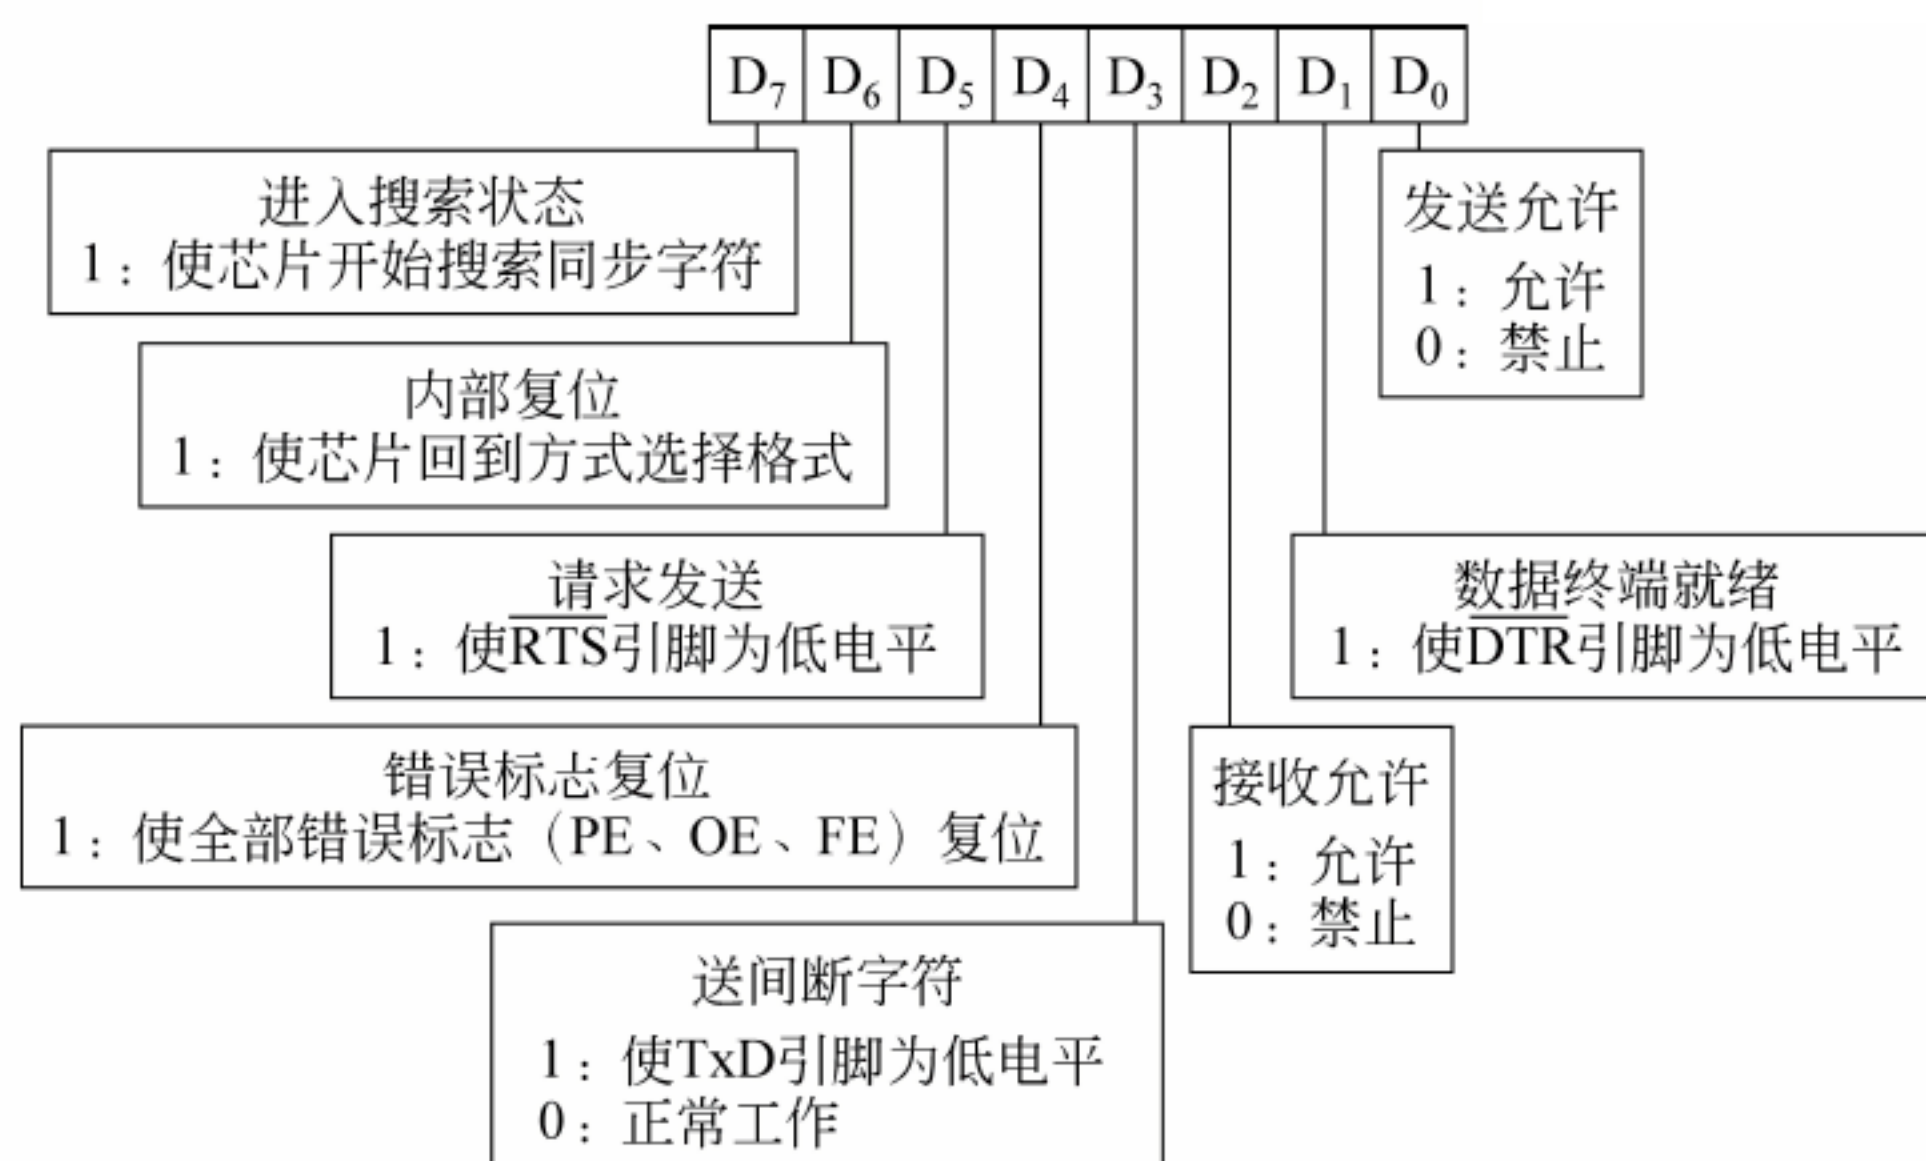 D7 D6 D5 D4 D3 D2 D1 D0
进入搜索状态
1：使芯片开始搜索同步字符
发送允许
1：允许
0：禁止
内部复位
1：使芯片回到方式选择格式
请求发送
1：使R̅T̅S̅引脚为低电平
数据终端就绪
1：使D̅T̅R̅引脚为低电平
错误标志复位
1：使全部错误标志（PE、OE、FE）复位
接收允许
1：允许
0：禁止
送间断字符
1：使TxD引脚为低电平
0：正常工作